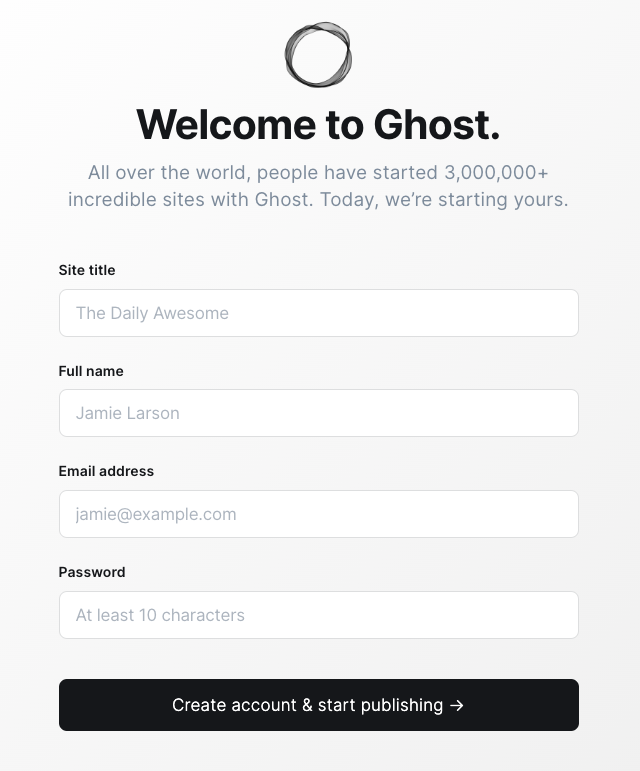 Welcome to Ghost.
All over the world, people have started 3,000,000+
incredible sites with Ghost. Today, we’re starting yours.
Site title
The Daily Awesome
Full name
Jamie Larson
Email address
jamie@example.com
Password
At least 10 characters
Create account & start publishing →